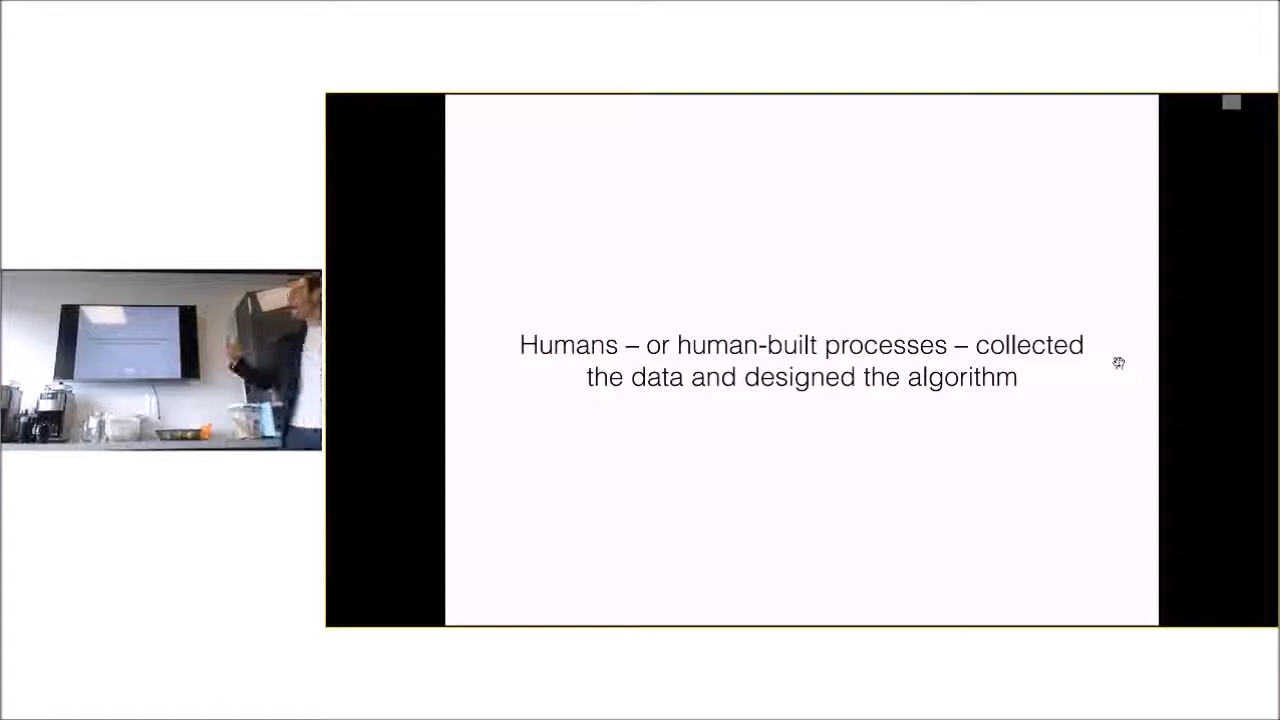 Humans – or human-built processes – collected
the data and designed the algorithm